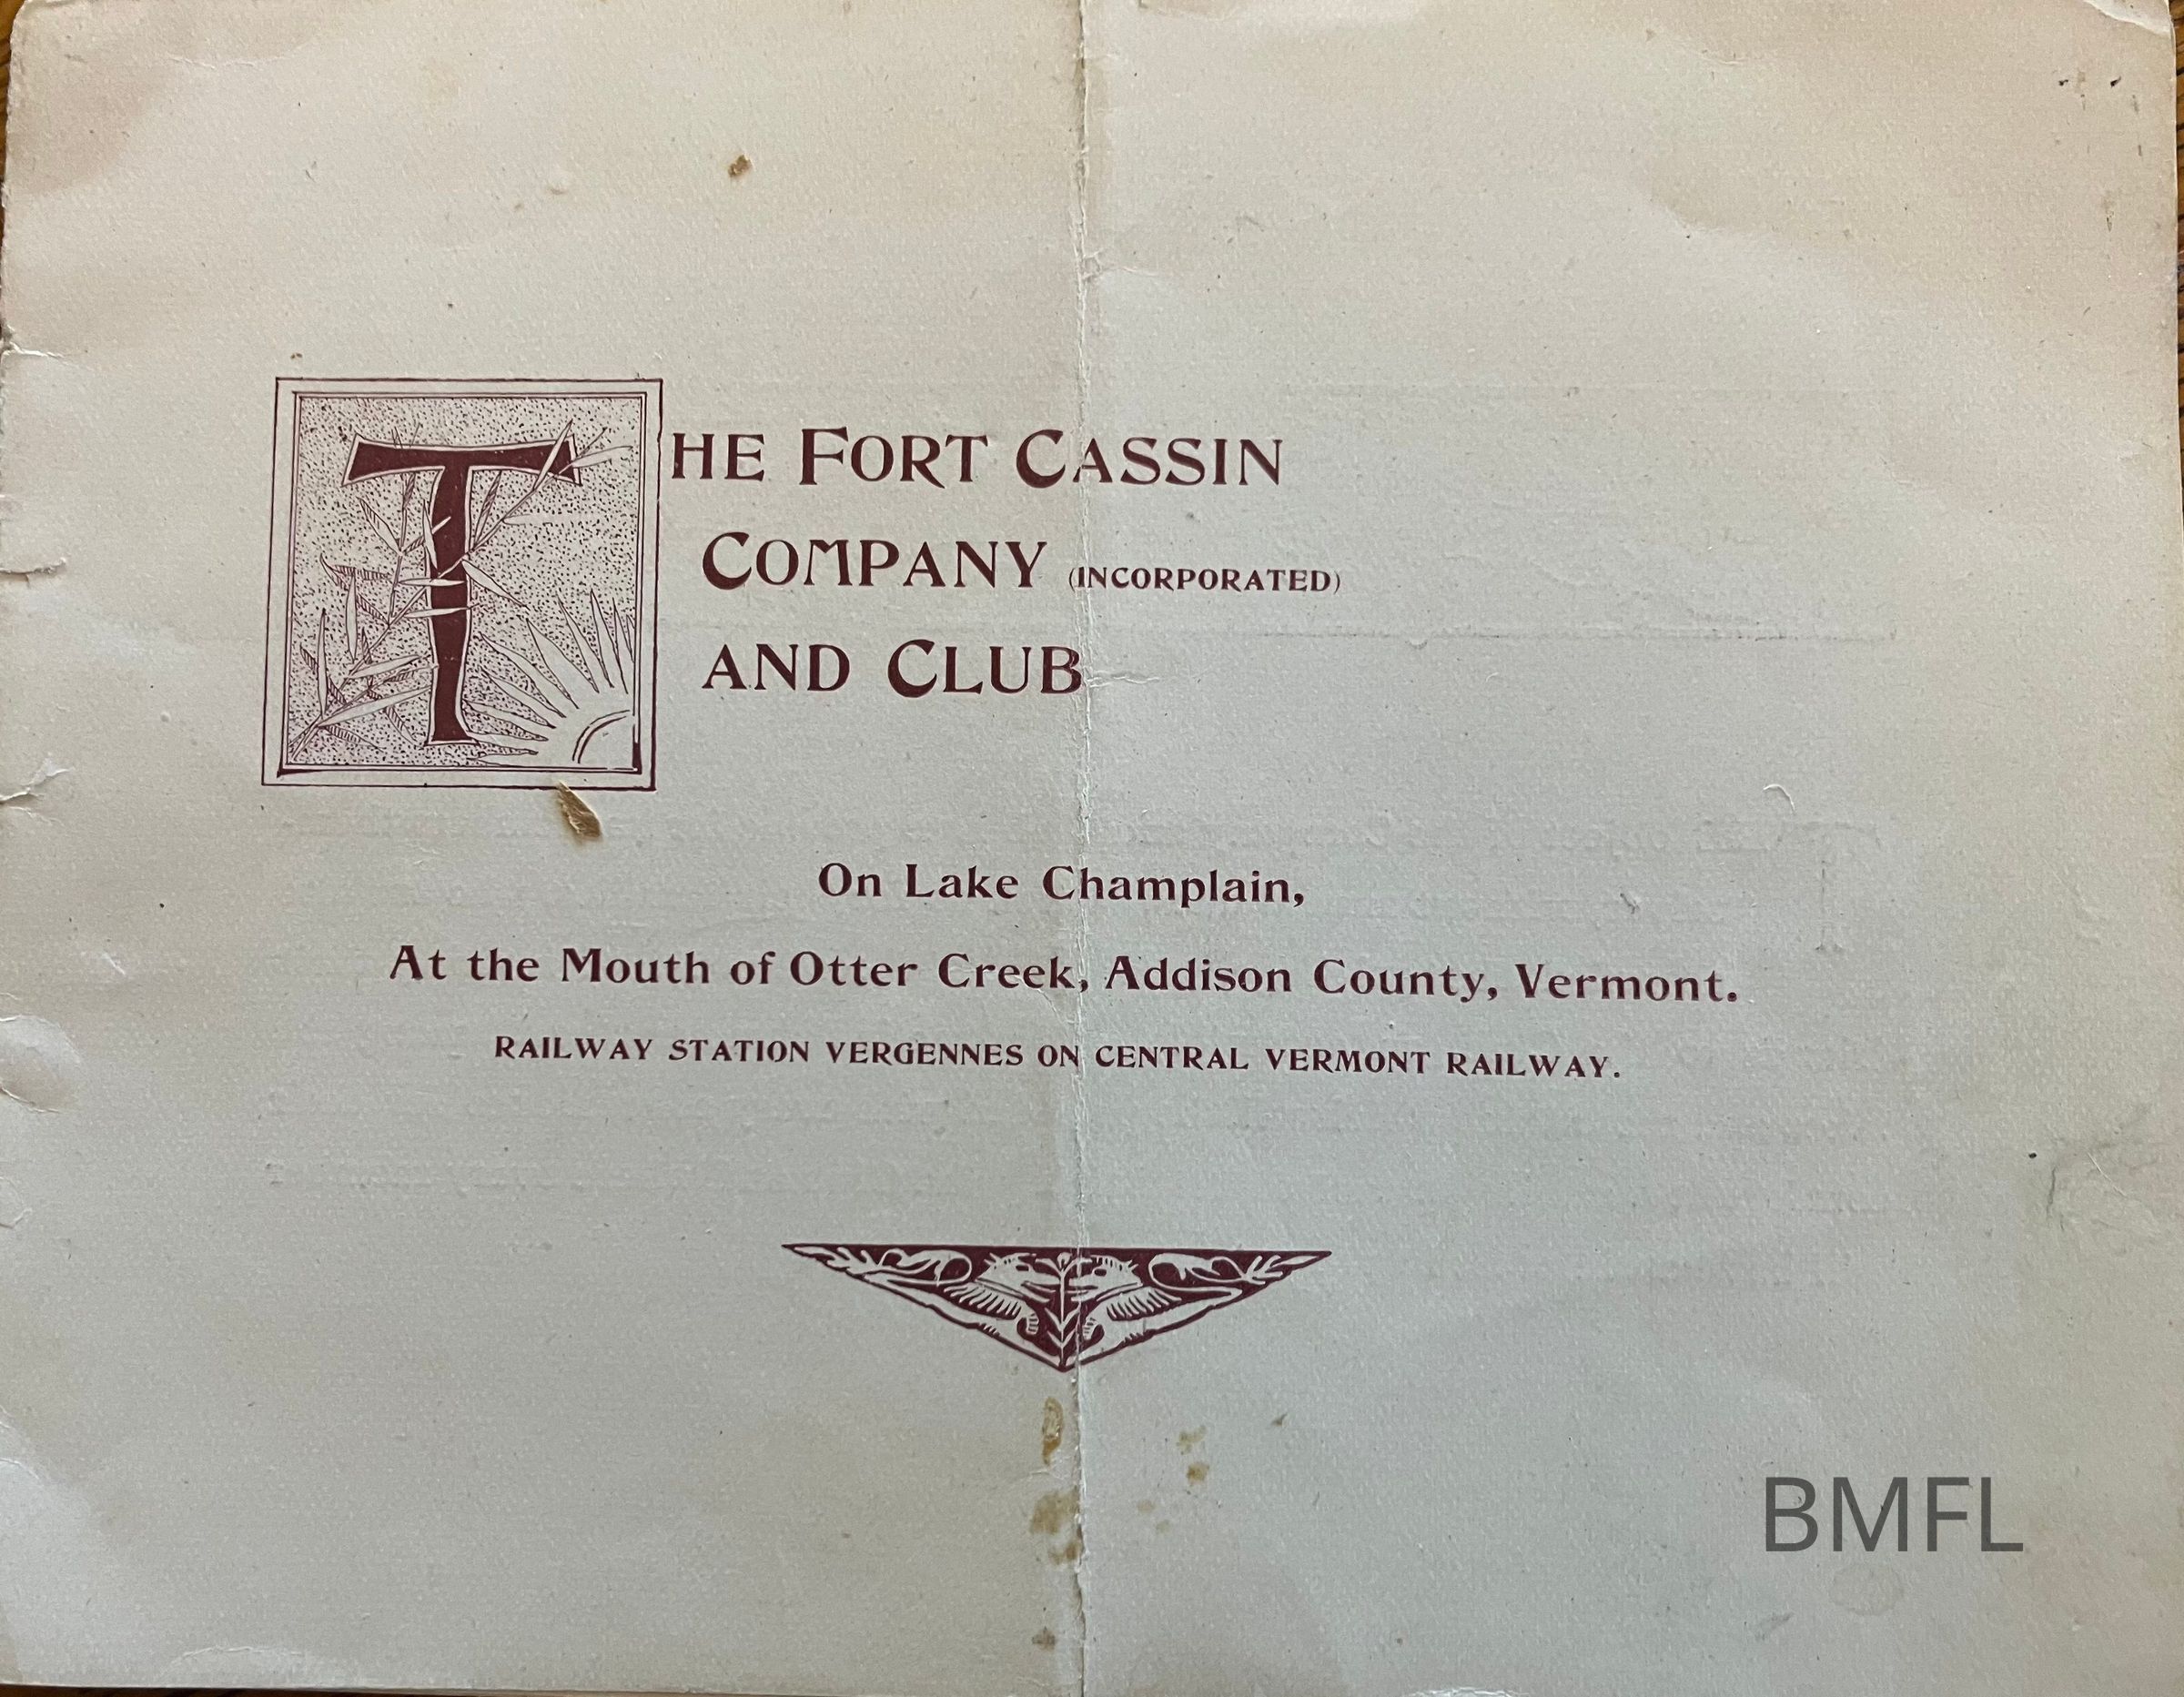 THE FORT CASSIN
COMPANY (INCORPORATED)
AND CLUB
On Lake Champlain,
At the Mouth of Otter Creek, Addison County, Vermont.
RAILWAY STATION VERGENNES ON CENTRAL VERMONT RAILWAY.
BMFL